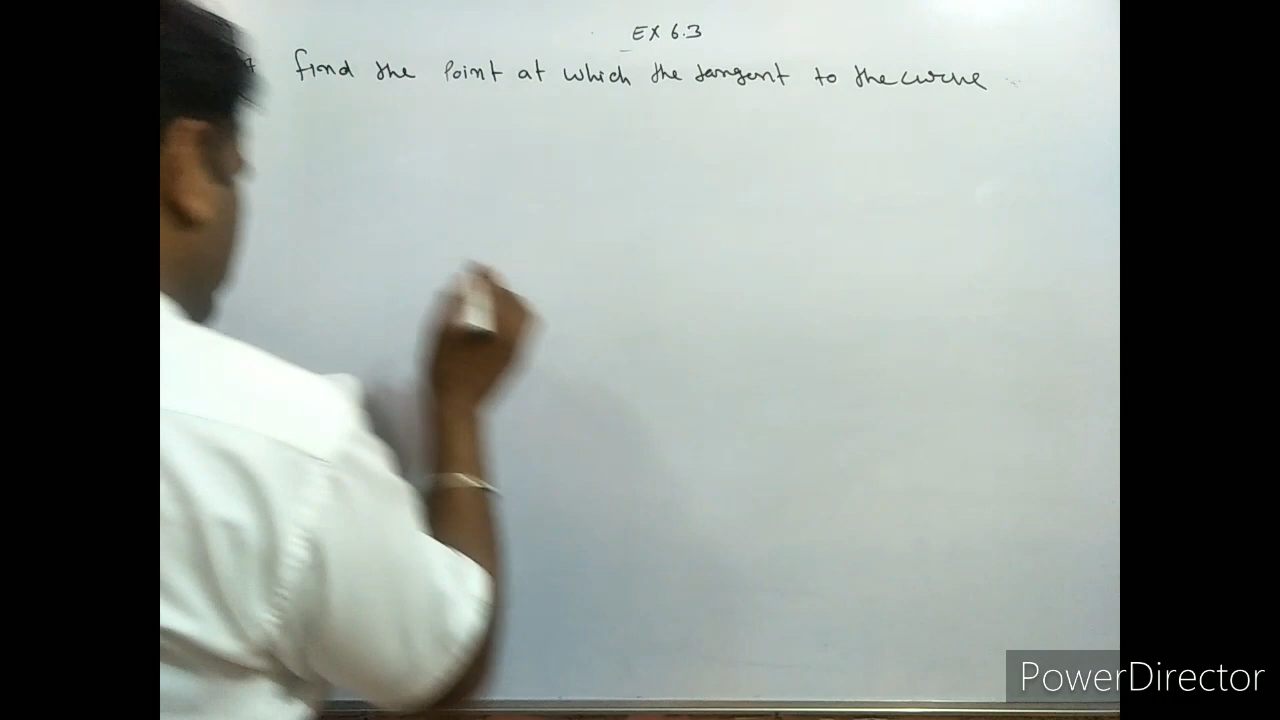 EX 6.3
find the point at which the tangent to the curve
PowerDirector